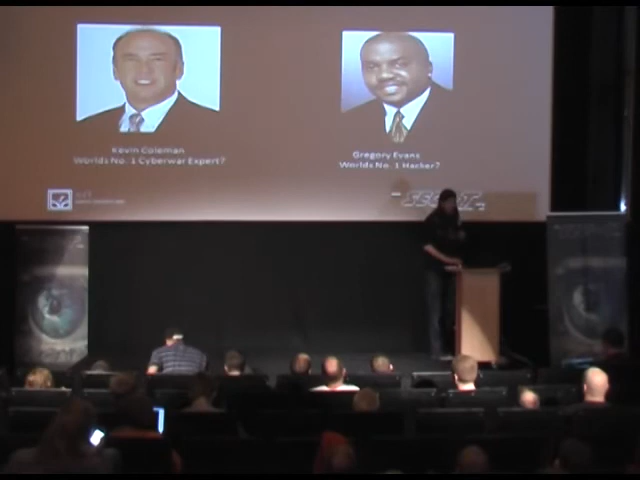 Kevin Coleman
Worlds No. 1 Cyberwar Expert?
Gregory Evans
Worlds No. 1 Hacker?